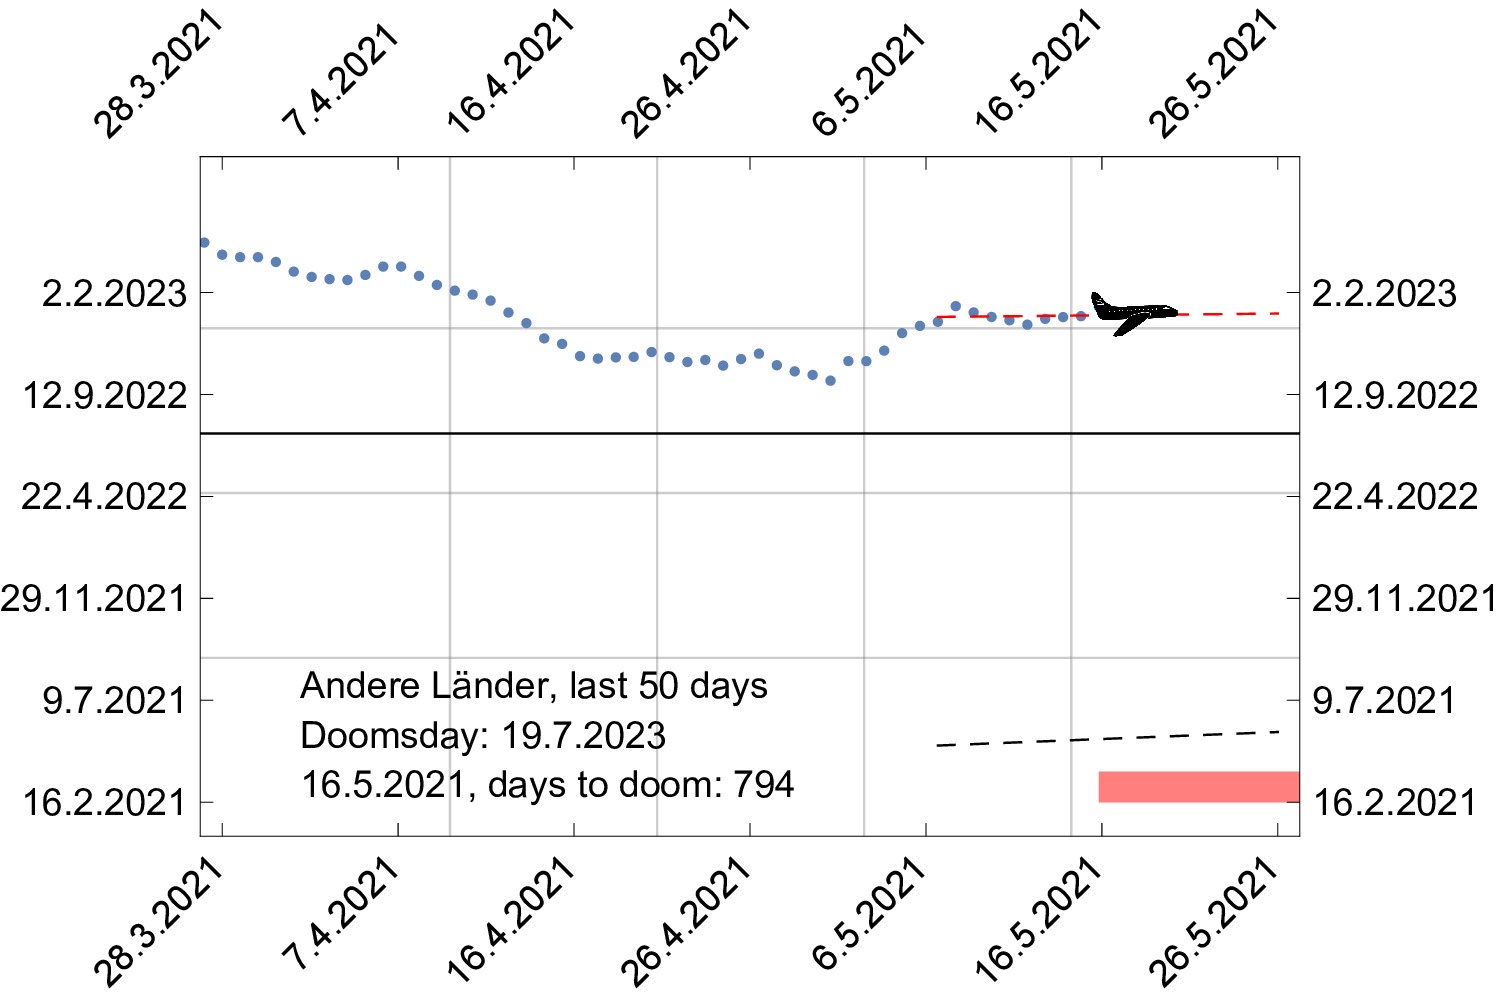 28.3.2021 7.4.2021 16.4.2021 26.4.2021 6.5.2021 16.5.2021 26.5.2021
2.2.2023 2.2.2023
12.9.2022 12.9.2022
22.4.2022 22.4.2022
29.11.2021 29.11.2021
Andere Länder, last 50 days
9.7.2021 9.7.2021
Doomsday: 19.7.2023
16.5.2021, days to doom: 794
16.2.2021 16.2.2021
28.3.2021 7.4.2021 16.4.2021 26.4.2021 6.5.2021 16.5.2021 26.5.2021